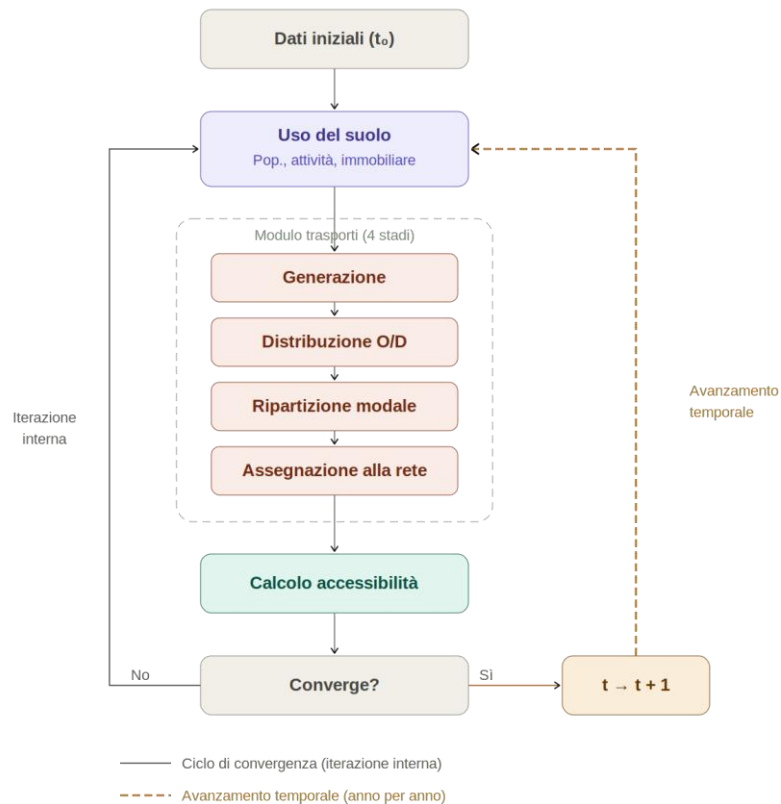 Dati iniziali (t₀)
Uso del suolo
Pop., attività, immobiliare
Modulo trasporti (4 stadi)
Generazione
Distribuzione O/D
Ripartizione modale
Assegnazione alla rete
Iterazione
interna
Avanzamento
temporale
Calcolo accessibilità
No
Converge?
Sì
t → t + 1
Ciclo di convergenza (iterazione interna)
Avanzamento temporale (anno per anno)